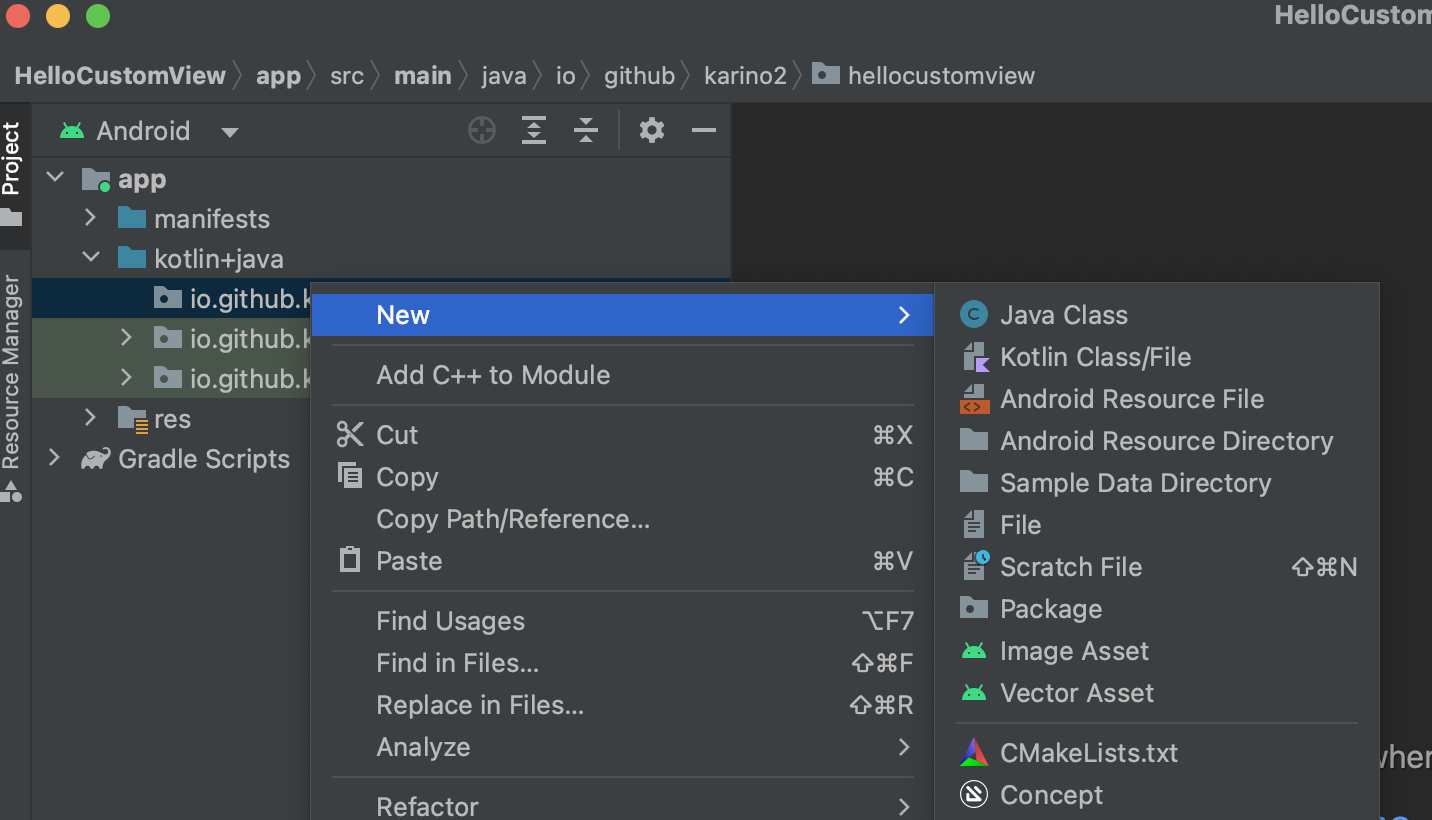 HelloCustom
HelloCustomView app src main java io github karino2 hellocustomview
Project
Resource Manager
Android
app
manifests
kotlin+java
io.github.k
io.github.k
io.github.k
res
Gradle Scripts
New
Add C++ to Module
Cut ⌘X
Copy ⌘C
Copy Path/Reference...
Paste ⌘V
Find Usages ⌥F7
Find in Files... ⇧⌘F
Replace in Files... ⇧⌘R
Analyze
Refactor
Java Class
Kotlin Class/File
Android Resource File
Android Resource Directory
Sample Data Directory
File
Scratch File ⇧⌘N
Package
Image Asset
Vector Asset
CMakeLists.txt
Concept